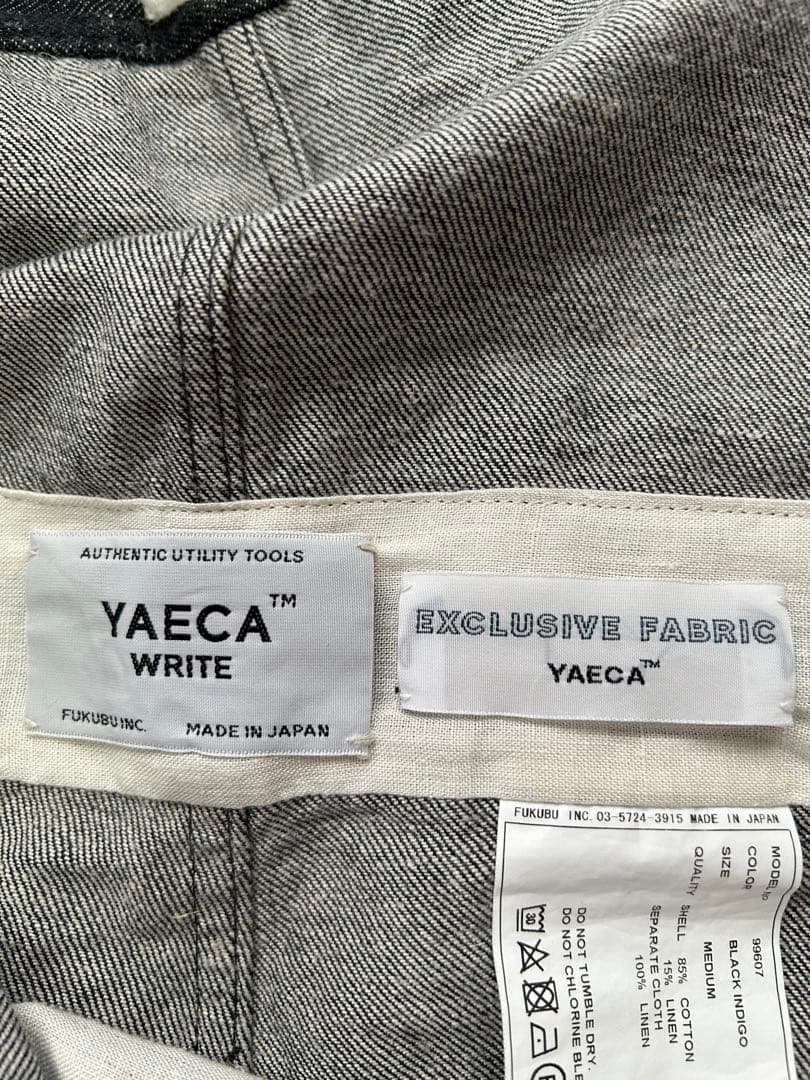 AUTHENTIC UTILITY TOOLS
YAECA™
WRITE
FUKUBU INC. MADE IN JAPAN
EXCLUSIVE FABRIC
YAECA™
FUKUBU INC. 03-5724-3915 MADE IN JAPAN
MODEL No 99607
COLOR BLACK INDIGO
SIZE MEDIUM
QUALITY SHELL 85% COTTON
15% LINEN
SEPARATE CLOTH
100% LINEN
DO NOT TUMBLE DRY.
DO NOT CHLORINE
30